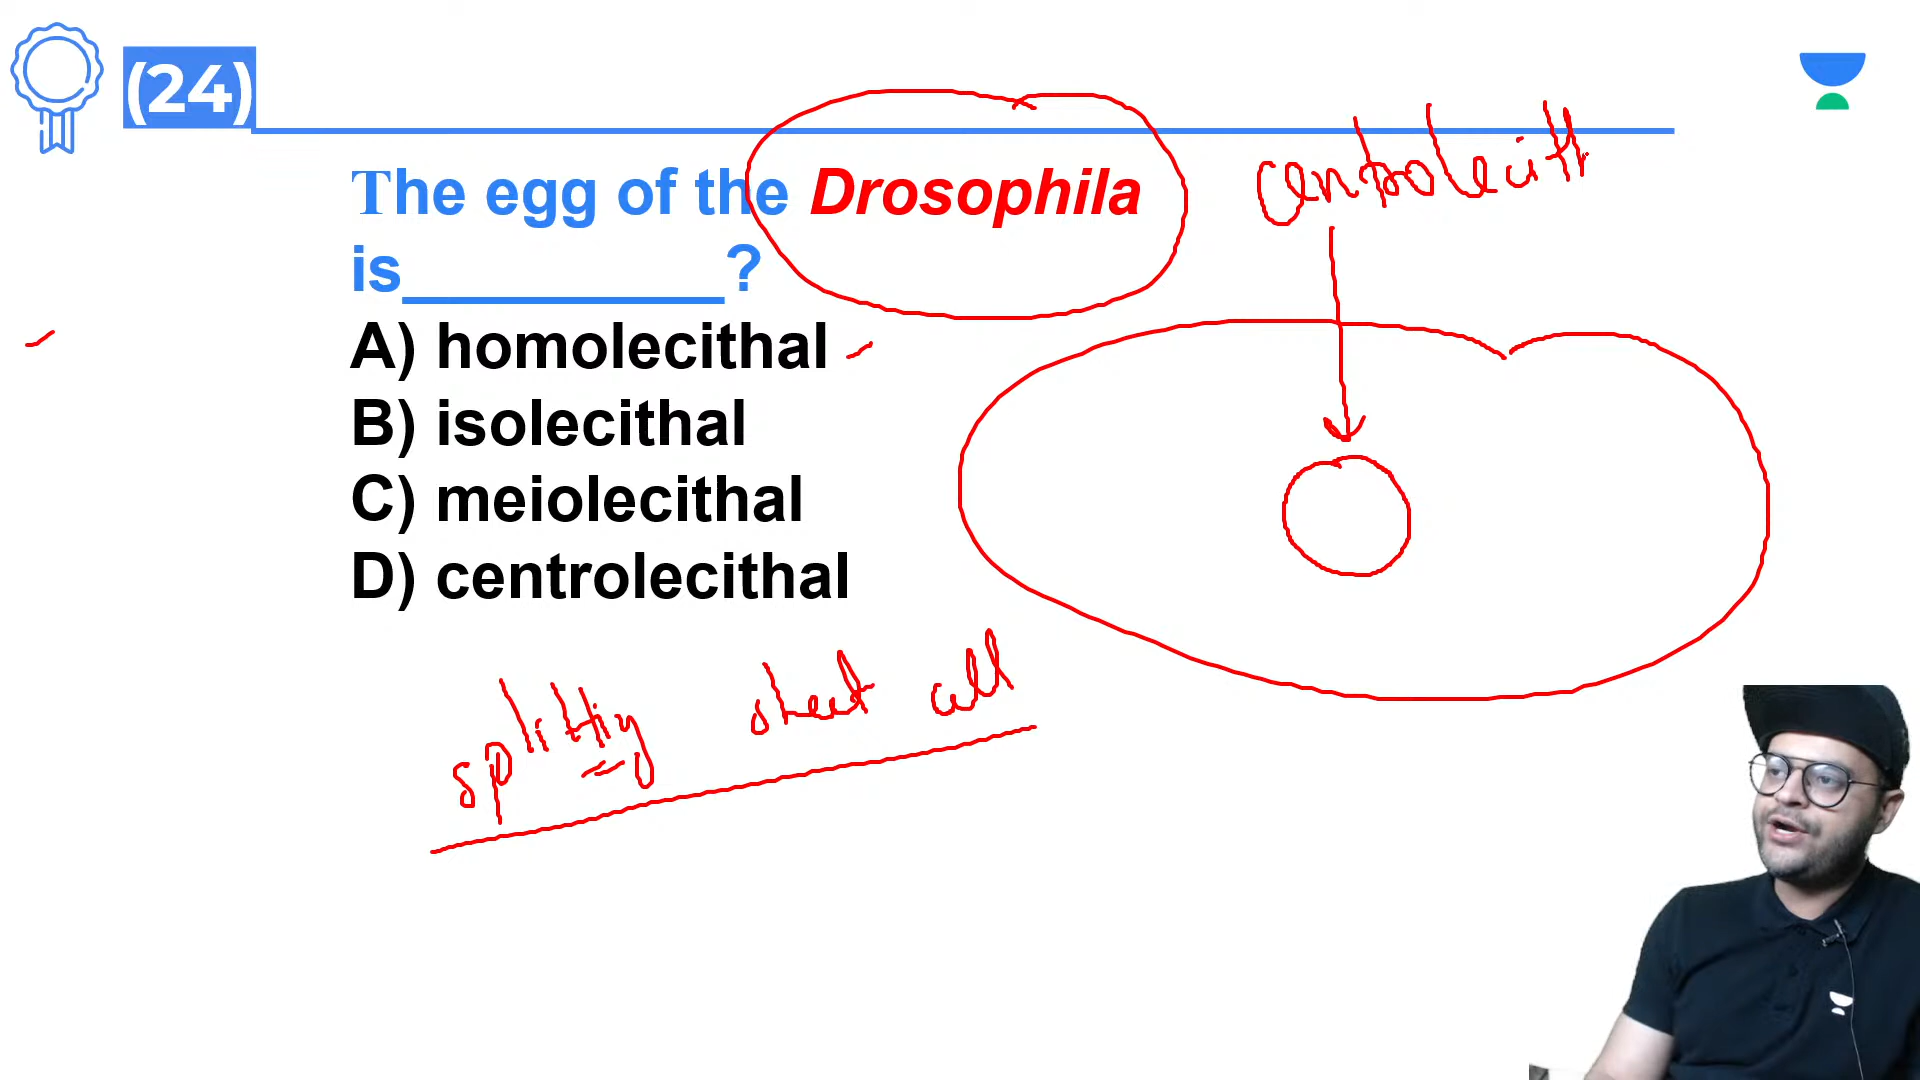 (24)
The egg of the Drosophila
is__________?
A) homolecithal
B) isolecithal
C) meiolecithal
D) centrolecithal
centrolecith
splitting sheet cell